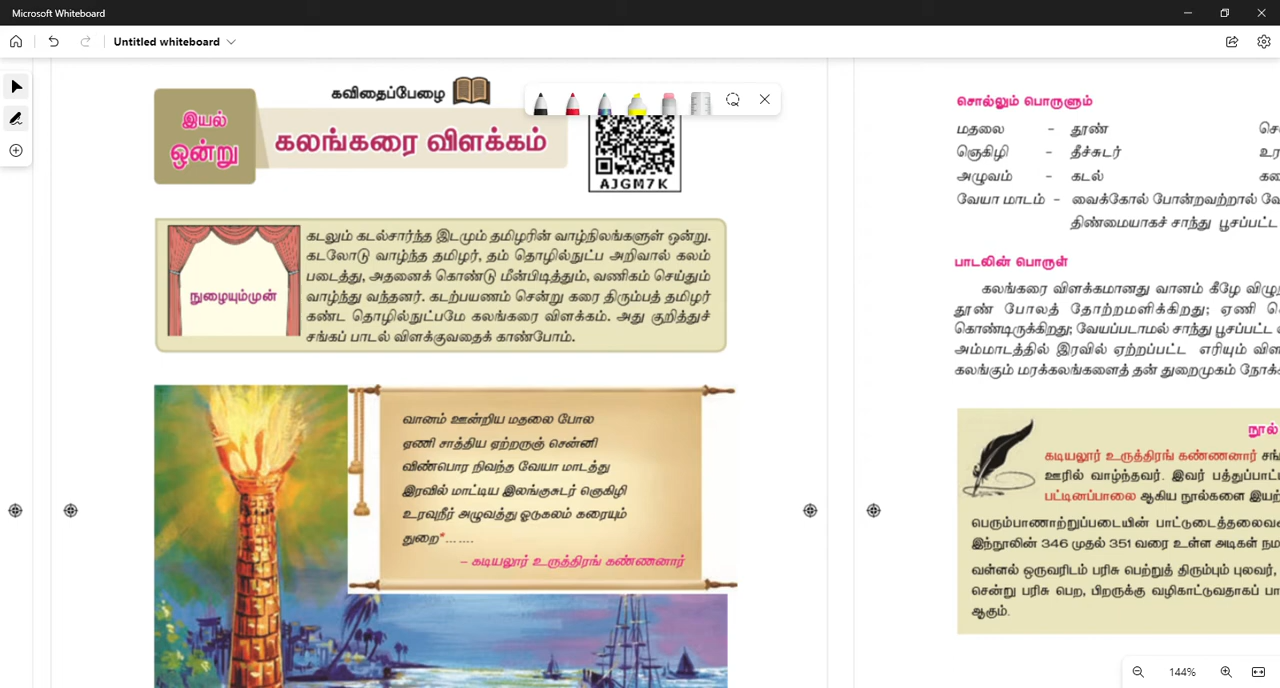 Microsoft Whiteboard
Untitled whiteboard
கவிதைப்பேழை
இயல்
ஒன்று
கலங்கரை விளக்கம்
AJGM7K
நுழையும்முன்
கடலும் கடல்சார்ந்த இடமும் தமிழரின் வாழ்நிலங்களுள் ஒன்று.
கடலோடு வாழ்ந்த தமிழர், தம் தொழில்நுட்ப அறிவால் கலம்
படைத்து, அதனைக் கொண்டு மீன்பிடித்தும், வணிகம் செய்தும்
வாழ்ந்து வந்தனர். கடற்பயணம் சென்று கரை திரும்பத் தமிழர்
கண்ட தொழில்நுட்பமே கலங்கரை விளக்கம். அது குறித்துச்
சங்கப் பாடல் விளக்குவதைக் காண்போம்.
வானம் ஊன்றிய மதலை போல
ஏணி சாத்திய ஏற்றருஞ் சென்னி
விண்பொர நிவந்த வேயா மாடத்து
இரவில் மாட்டிய இலங்குசுடர் ஞெகிழி
உரவுநீர் அழுவத்து ஓடுகலம் கரையும்
துறை*.......
– கடியலூர் உருத்திரங் கண்ணனார்
சொல்லும் பொருளும்
மதலை - தூண்
ஞெகிழி - தீச்சுடர்
அழுவம் - கடல்
வேயா மாடம் - வைக்கோல் போன்றவற்றால்
திண்மையாகச் சாந்து பூசப்பட்ட
பாடலின் பொருள்
கலங்கரை விளக்கமானது வானம் கீழே
தூண் போலத் தோற்றமளிக்கிறது; ஏணி
கொண்டிருக்கிறது; வேயப்படாமல் சாந்து பூசப்பட்ட
அம்மாடத்தில் இரவில் ஏற்றப்பட்ட எரியும்
கலங்கும் மரக்கலங்களைத் தன் துறைமுகம்
நூல்
கடியலூர் உருத்திரங் கண்ணனார்
ஊரில் வாழ்ந்தவர். இவர்
பட்டினப்பாலை ஆகிய நூல்களை
பெரும்பாணாற்றுப்படையின்
இந்நூலின் 346 முதல் 351 வரை உள்ள அடிகள்
வள்ளல் ஒருவரிடம் பரிசு பெற்றுத் திரும்பும் புலவர்,
சென்று பரிசு பெற, பிறருக்கு வழிகாட்டுவதாகப்
ஆகும்.
144%